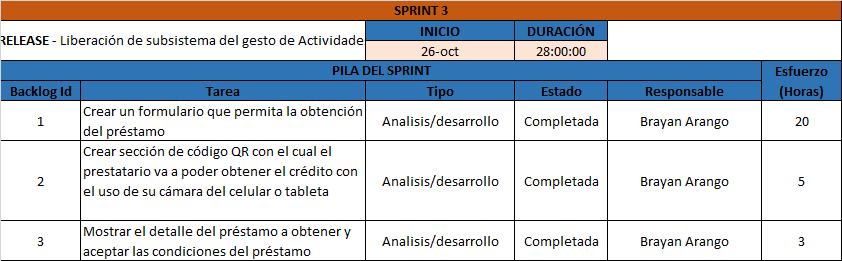 SPRINT 3
RELEASE - Liberación de subsistema del gesto de Actividade
INICIO DURACIÓN
26-oct 28:00:00
PILA DEL SPRINT Esfuerzo
Backlog Id Tarea Tipo Estado Responsable (Horas)
1 Crear un formulario que permita la obtención
del préstamo Analisis/desarrollo Completada Brayan Arango 20
2 Crear sección de código QR con el cual el
prestatario va a poder obtener el crédito con
el uso de su cámara del celular o tableta Analisis/desarrollo Completada Brayan Arango 5
3 Mostrar el detalle del préstamo a obtener y
aceptar las condiciones del préstamo Analisis/desarrollo Completada Brayan Arango 3